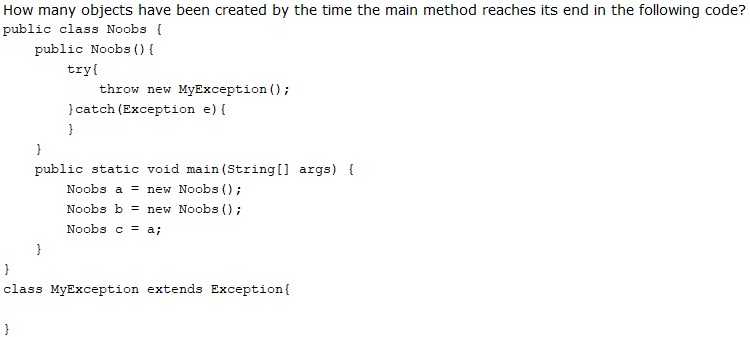 How many objects have been created by the time the main method reaches its end in the following code?
public class Noobs {
    public Noobs(){
        try{
            throw new MyException();
        }catch(Exception e){
        }
    }
    public static void main(String[] args) {
        Noobs a = new Noobs();
        Noobs b = new Noobs();
        Noobs c = a;
    }
}
class MyException extends Exception{

}